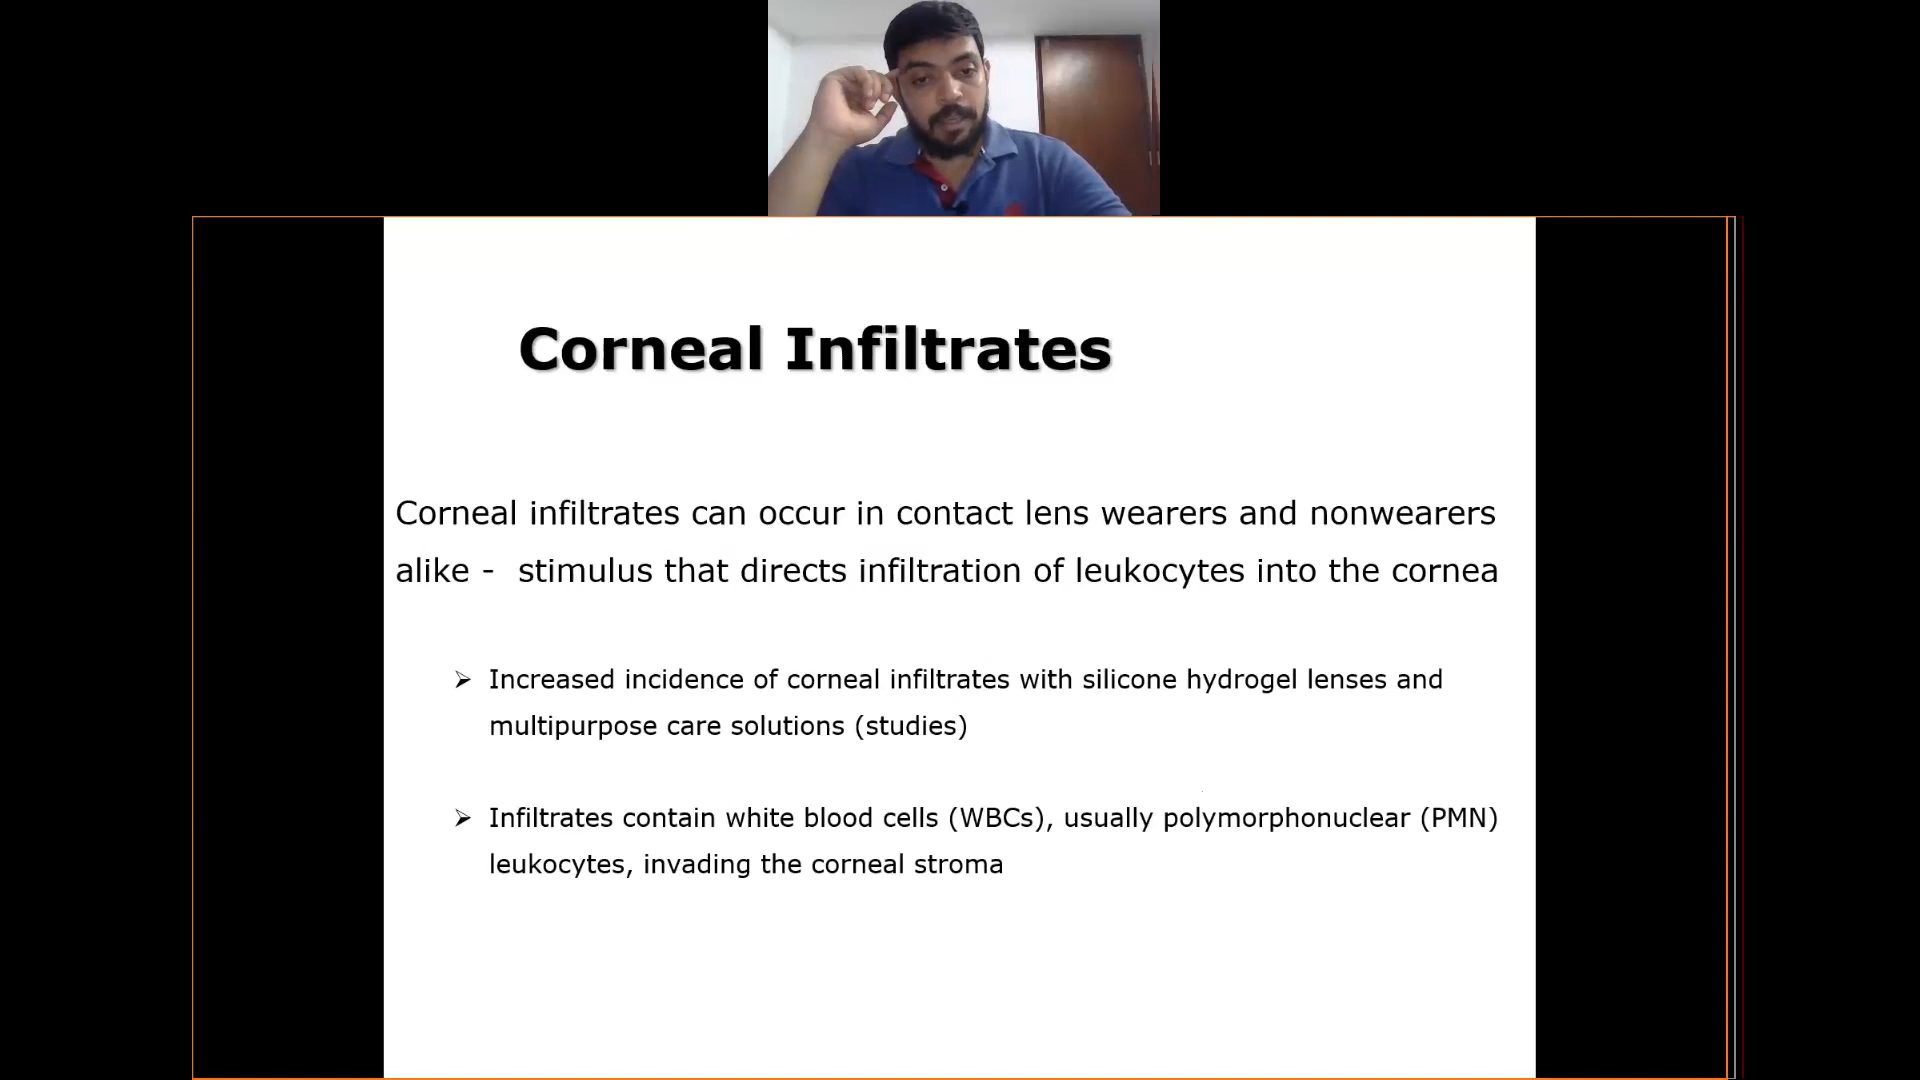 Corneal Infiltrates
Corneal infiltrates can occur in contact lens wearers and nonwearers
alike -  stimulus that directs infiltration of leukocytes into the cornea
➢ Increased incidence of corneal infiltrates with silicone hydrogel lenses and
multipurpose care solutions (studies)
➢ Infiltrates contain white blood cells (WBCs), usually polymorphonuclear (PMN)
leukocytes, invading the corneal stroma